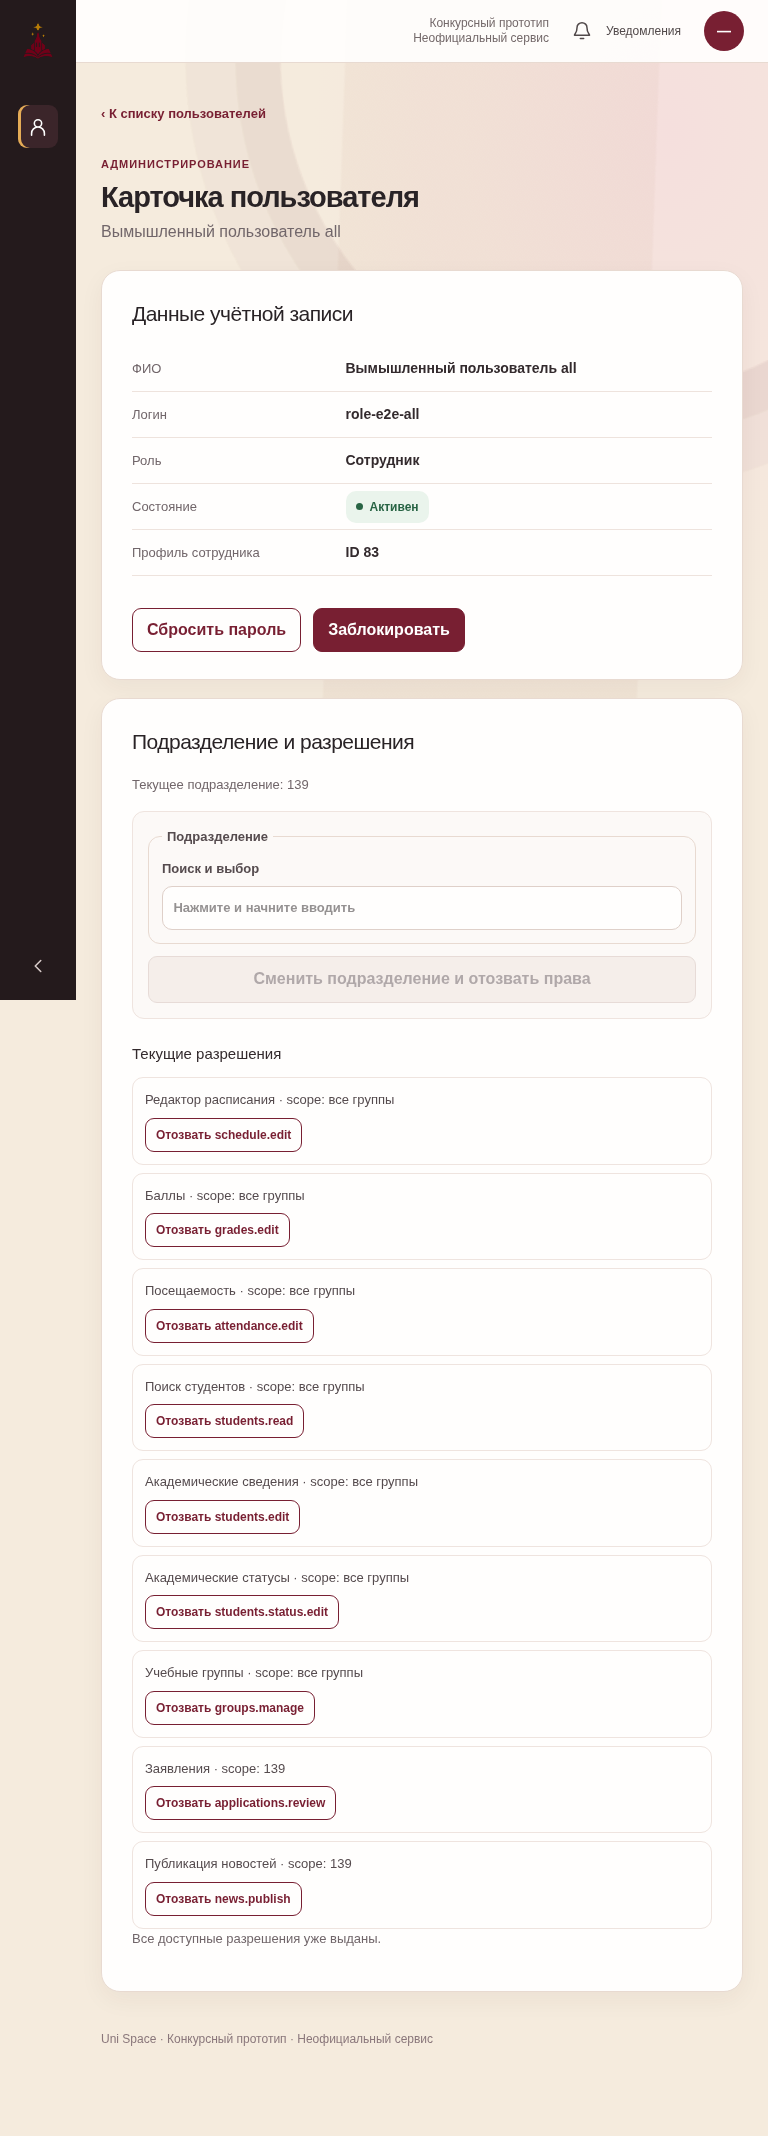 Конкурсный прототип
Неофициальный сервис
Уведомления
—
‹ К списку пользователей
АДМИНИСТРИРОВАНИЕ
Карточка пользователя
Вымышленный пользователь all
Данные учётной записи
ФИО Вымышленный пользователь all
Логин role-e2e-all
Роль Сотрудник
Состояние Активен
Профиль сотрудника ID 83
Сбросить пароль Заблокировать
Подразделение и разрешения
Текущее подразделение: 139
Подразделение
Поиск и выбор
Нажмите и начните вводить
Сменить подразделение и отозвать права
Текущие разрешения
Редактор расписания · scope: все группы
Отозвать schedule.edit
Баллы · scope: все группы
Отозвать grades.edit
Посещаемость · scope: все группы
Отозвать attendance.edit
Поиск студентов · scope: все группы
Отозвать students.read
Академические сведения · scope: все группы
Отозвать students.edit
Академические статусы · scope: все группы
Отозвать students.status.edit
Учебные группы · scope: все группы
Отозвать groups.manage
Заявления · scope: 139
Отозвать applications.review
Публикация новостей · scope: 139
Отозвать news.publish
Все доступные разрешения уже выданы.
Uni Space · Конкурсный прототип · Неофициальный сервис